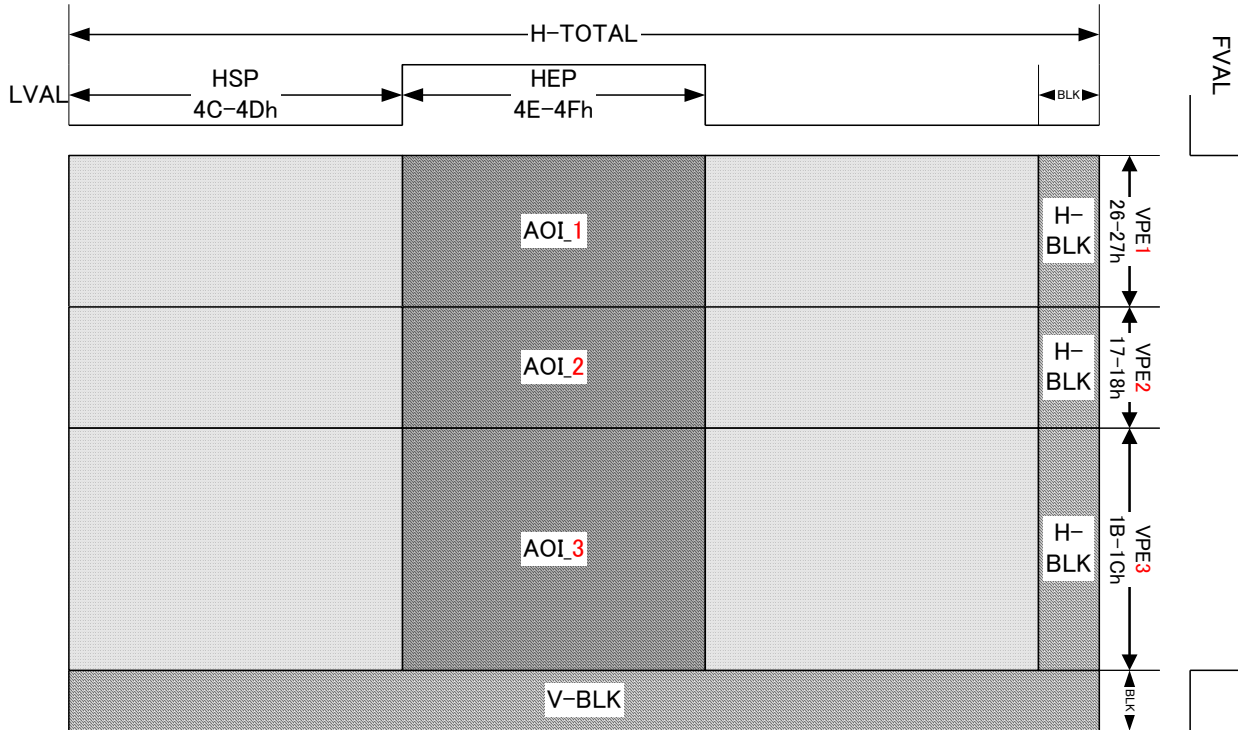 H-TOTAL
FVAL
LVAL
HSP
4C-4Dh
HEP
4E-4Fh
BLK
AOI_1
H-
BLK
VPE1
26-27h
AOI_2
H-
BLK
VPE2
17-18h
AOI_3
H-
BLK
VPE3
1B-1Ch
V-BLK
BLK